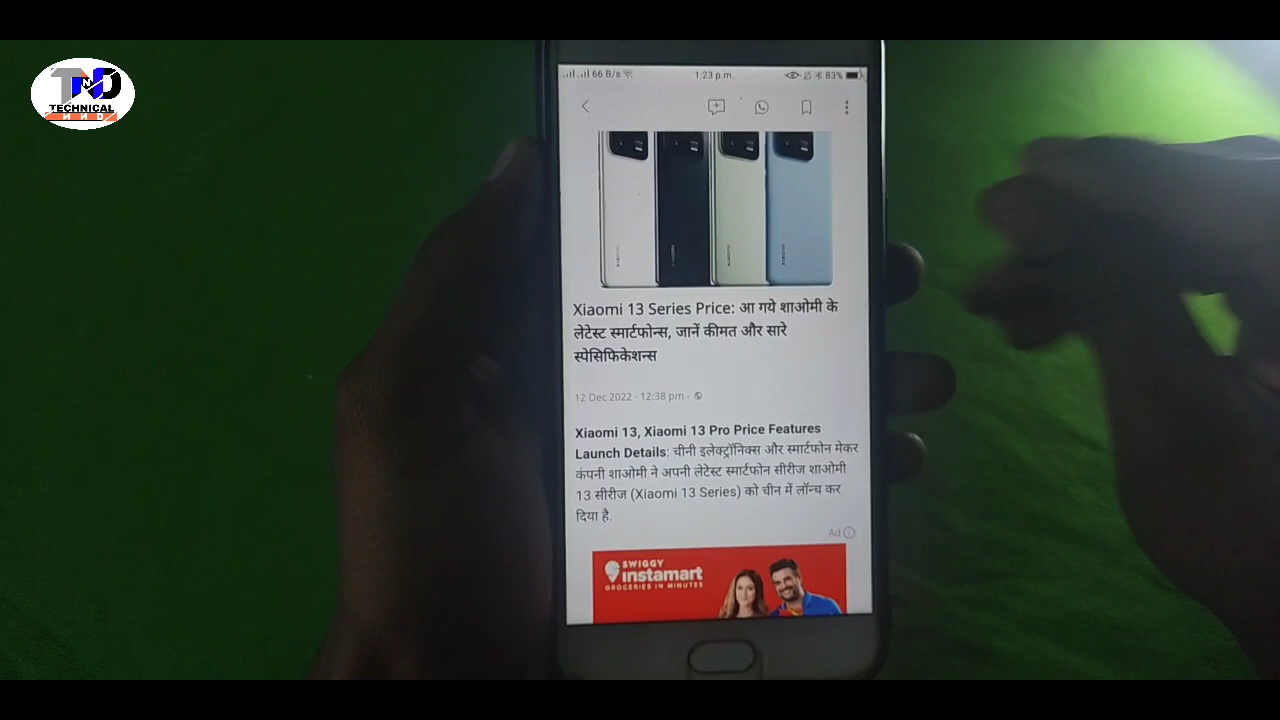 TND
TECHNICAL
NND
66 B/s
1:23 p.m.
83%
Xiaomi 13 Series Price: आ गये शाओमी के
लेटेस्ट स्मार्टफोन्स, जानें कीमत और सारे
स्पेसिफिकेशन्स
12 Dec 2022 · 12:38 pm ·
Xiaomi 13, Xiaomi 13 Pro Price Features
Launch Details: चीनी इलेक्ट्रॉनिक्स और स्मार्टफोन मेकर
कंपनी शाओमी ने अपनी लेटेस्ट स्मार्टफोन सीरीज शाओमी
13 सीरीज (Xiaomi 13 Series) को चीन में लॉन्च कर
दिया है.
Ad
SWIGGY
instamart
GROCERIES IN MINUTES